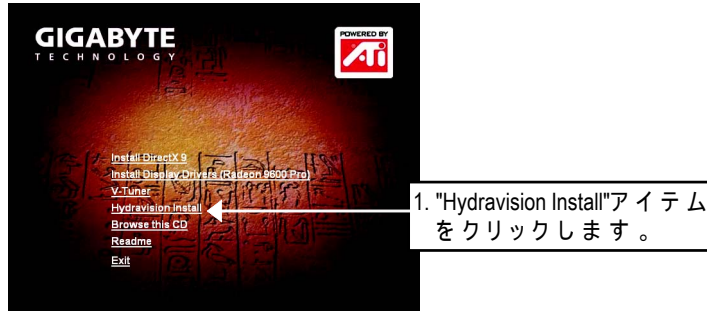 GIGABYTE
TECHNOLOGY
POWERED BY
ATi
Install DirectX 9
Install Display Drivers (Radeon 9600 Pro)
V-Tuner
Hydravision Install
Browse this CD
Readme
Exit
1. "Hydravision Install"アイテム
をクリックします。